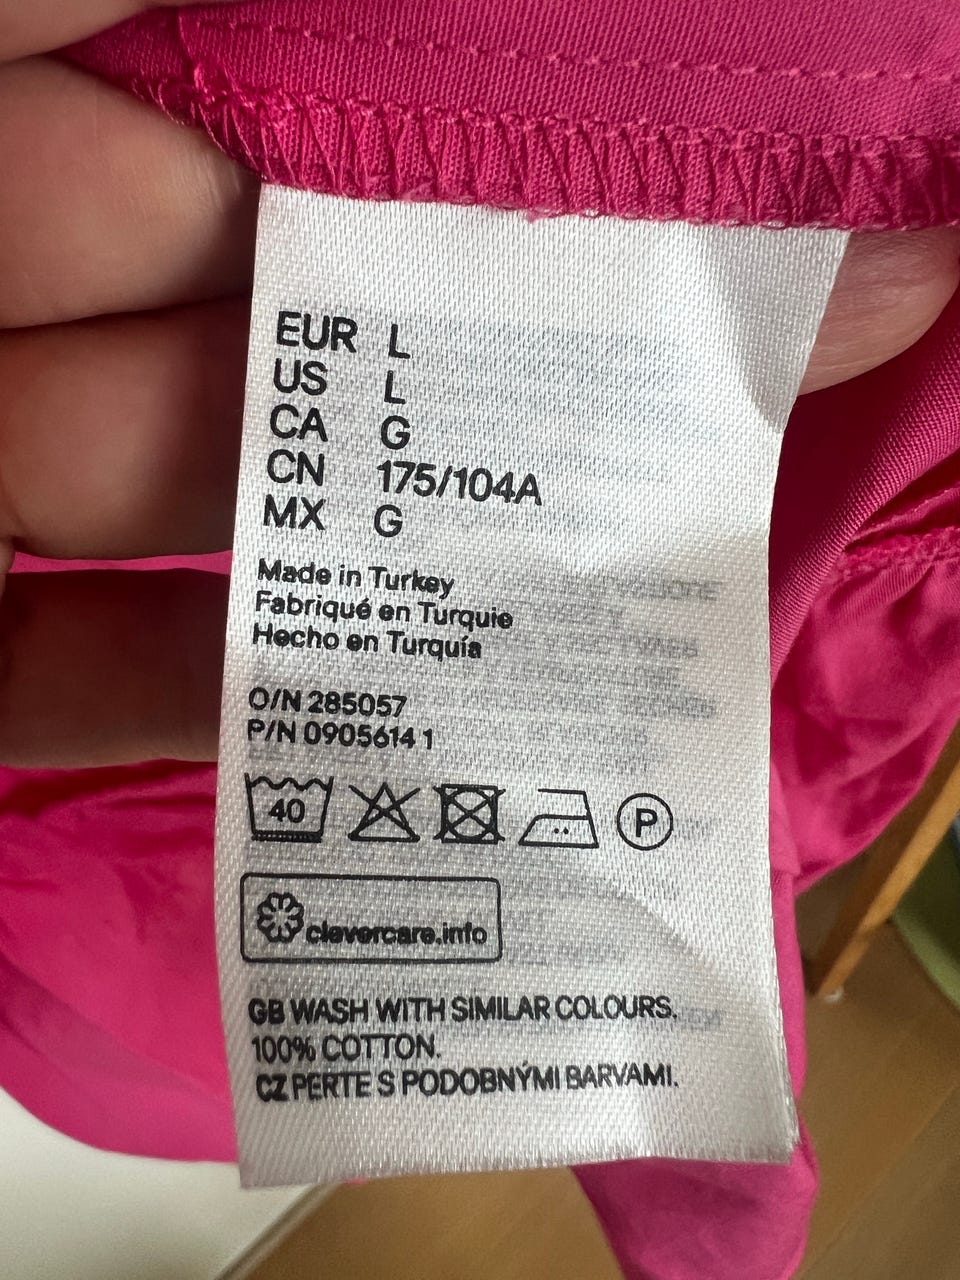 EUR L
US L
CA G
CN 175/104A
MX G
Made in Turkey
Fabriqué en Turquie
Hecho en Turquía
O/N 285057
P/N 0905614 1
40
P
clevercare.info
GB WASH WITH SIMILAR COLOURS.
100% COTTON.
CZ PERTE S PODOBNÝMI BARVAMI.